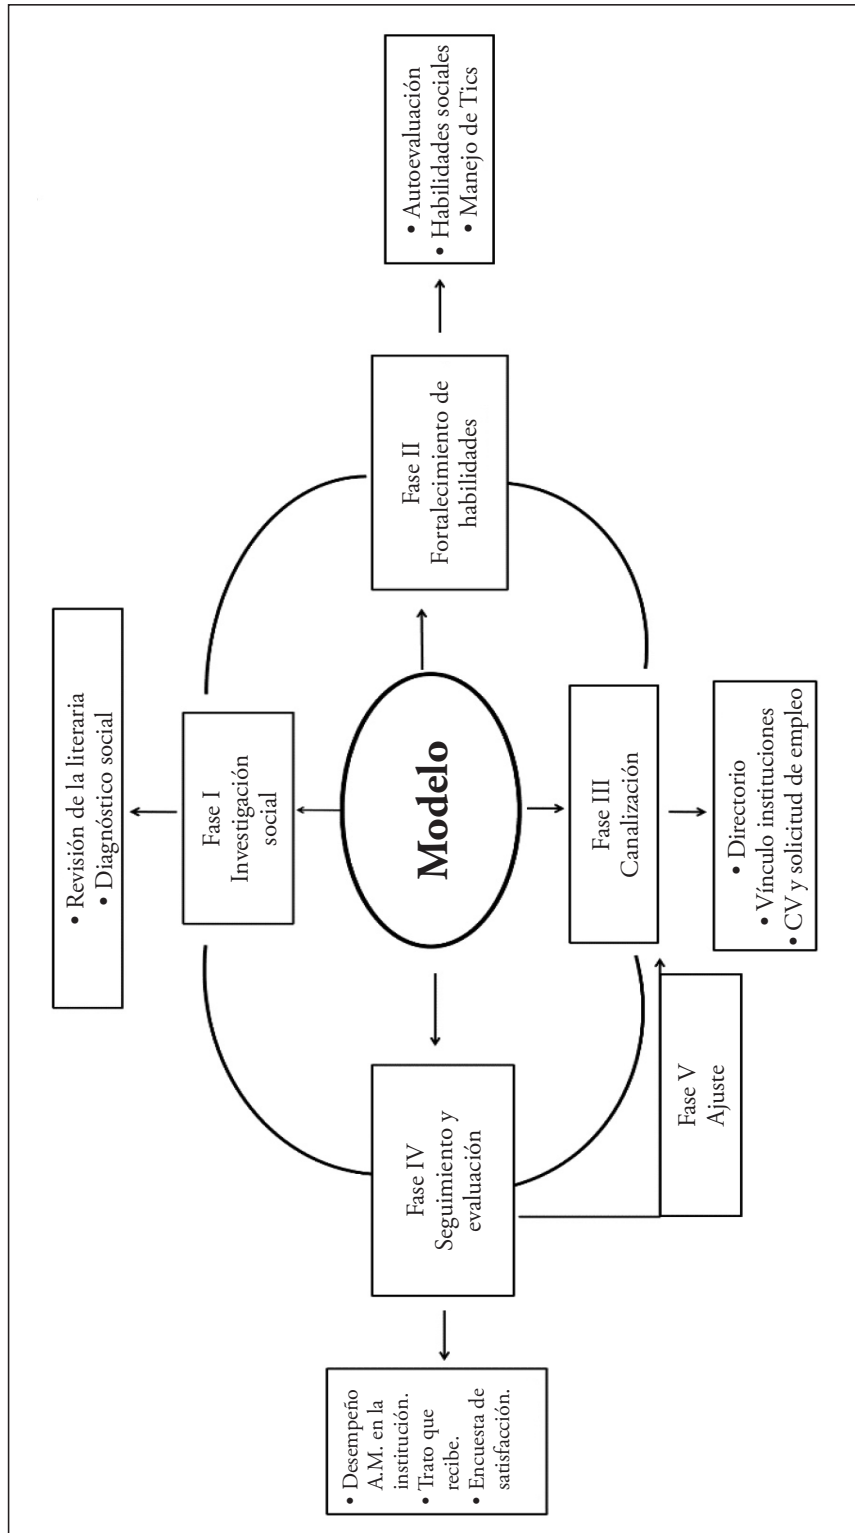 • Revisión de la literaria
• Diagnóstico social
Fase I
Investigación
social
• Desempeño
A.M. en la
institución.
• Trato que
recibe.
• Encuesta de
satisfacción.
Fase IV
Seguimiento y
evaluación
Modelo
Fase II
Fortalecimiento de
habilidades
• Autoevaluación
• Habilidades sociales
• Manejo de Tics
Fase III
Canalización
Fase V
Ajuste
• Directorio
• Vínculo instituciones
• CV y solicitud de empleo